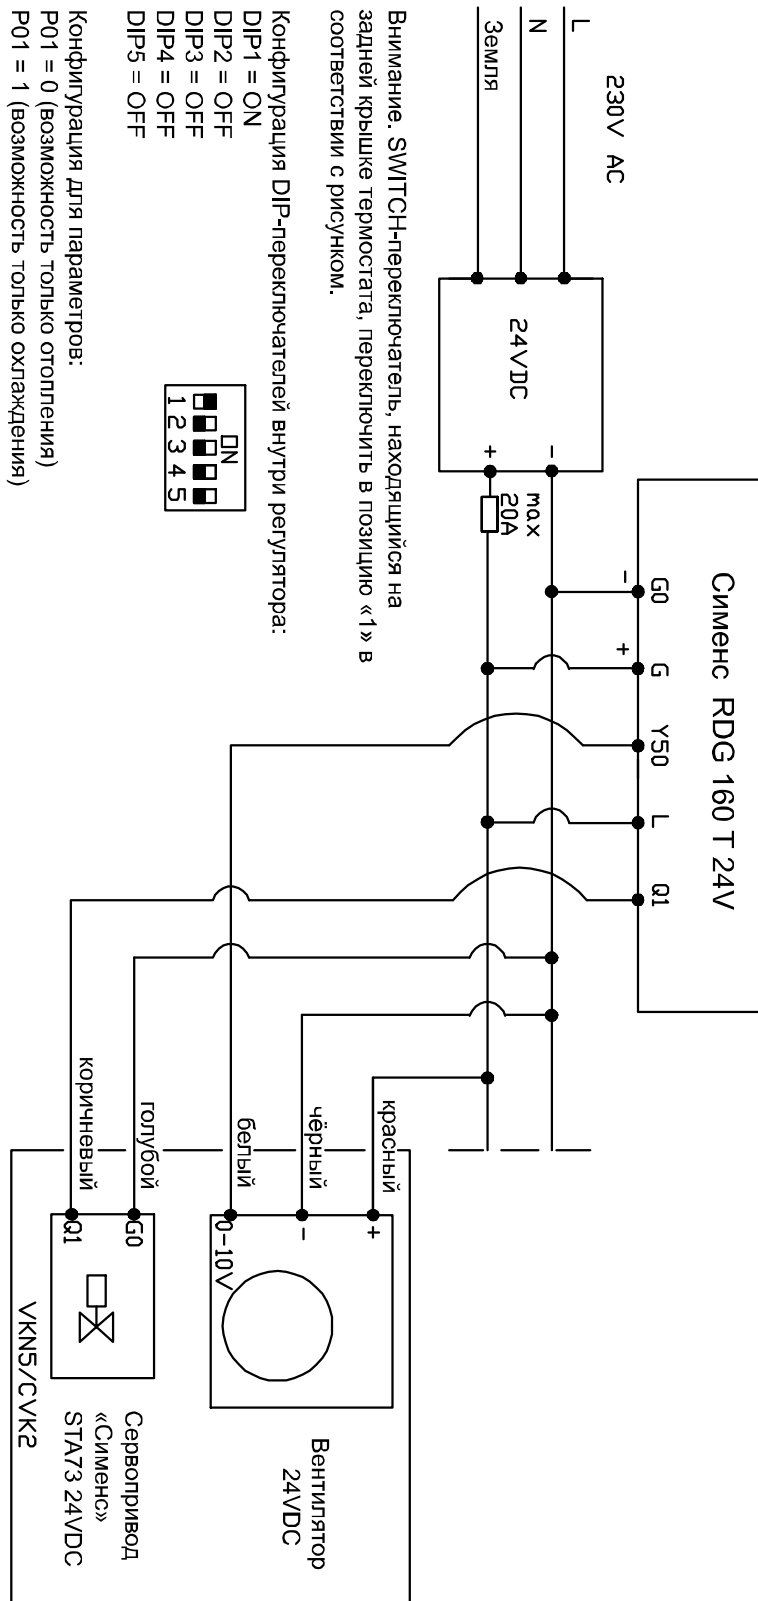 230V AC
L
N
Земля
24VDC
+
-
max
20A
Сименс RDG 160 T 24V
-
G0
+
G
Y50
L
Q1
Внимание. SWITCH-переключатель, находящийся на
задней крышке термостата, переключить в позицию «1» в
соответствии с рисунком.
Конфигурация DIP-переключателей внутри регулятора:
DIP1 = ON
DIP2 = OFF
DIP3 = OFF
DIP4 = OFF
DIP5 = OFF
ON
1 2 3 4 5
Конфигурация для параметров:
P01 = 0 (возможность только отопления)
P01 = 1 (возможность только охлаждения)
красный
чёрный
белый
голубой
коричневый
+
-
0-10V
G0
Q1
Вентилятор
24VDC
Сервопривод
«Сименс»
STA73 24VDC
VKN5/CVK2